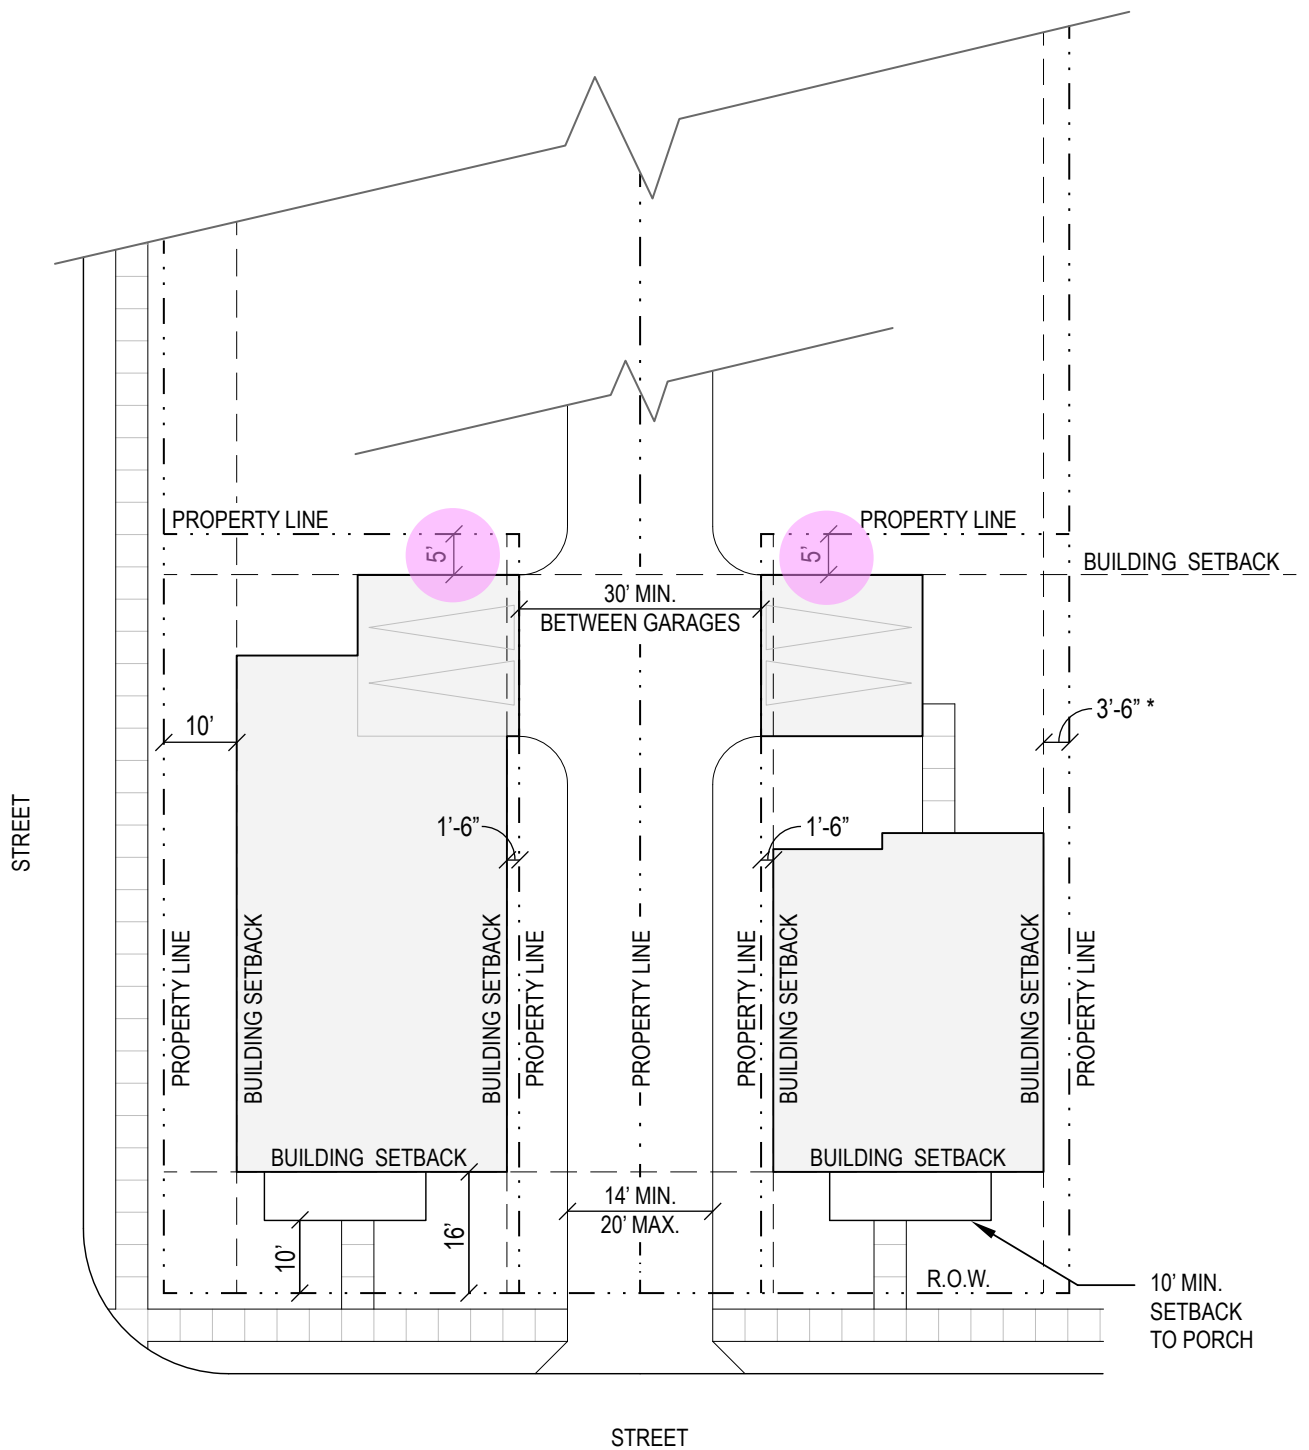 PROPERTY LINE
PROPERTY LINE
5’
5’
BUILDING SETBACK
30’ MIN.
BETWEEN GARAGES
10’
3’-6” *
STREET
1’-6”
1’-6”
PROPERTY LINE
BUILDING SETBACK
BUILDING SETBACK
PROPERTY LINE
PROPERTY LINE
PROPERTY LINE
BUILDING SETBACK
BUILDING SETBACK
PROPERTY LINE
BUILDING SETBACK
BUILDING SETBACK
14’ MIN.
20’ MAX.
10’
16’
R.O.W.
10’ MIN.
SETBACK
TO PORCH
STREET